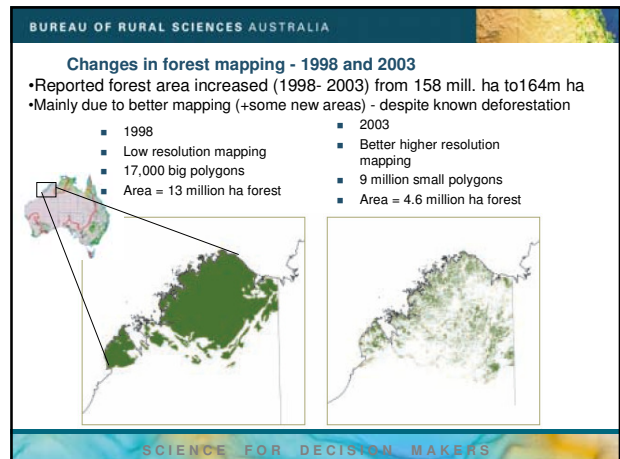 BUREAU OF RURAL SCIENCES AUSTRALIA
Changes in forest mapping - 1998 and 2003
•Reported forest area increased (1998- 2003) from 158 mill. ha to164m ha
•Mainly due to better mapping (+some new areas) - despite known deforestation
■ 1998
■ Low resolution mapping
■ 17,000 big polygons
■ Area = 13 million ha forest
■ 2003
■ Better higher resolution
mapping
■ 9 million small polygons
■ Area = 4.6 million ha forest
SCIENCE FOR DECISION MAKERS